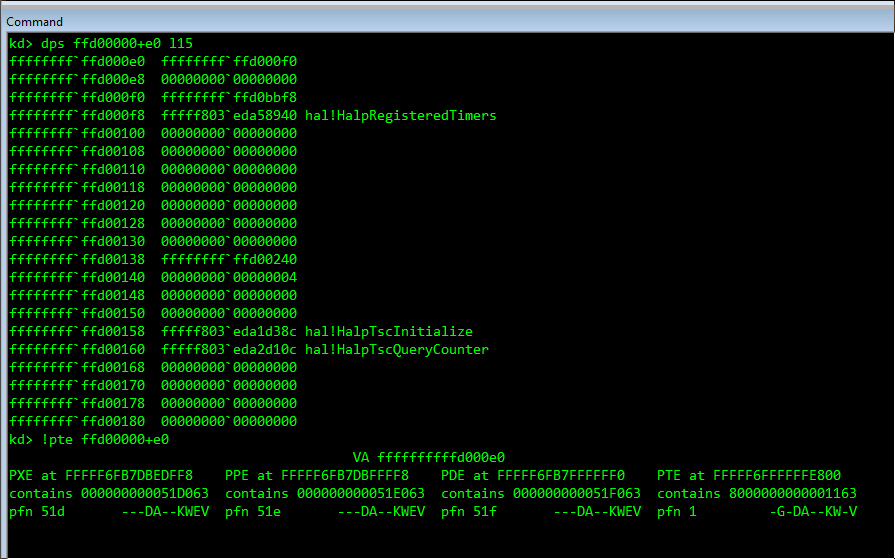 Command
kd> dps ffd00000+e0 l15
ffffffff`ffd000e0  ffffffff`ffd000f0
ffffffff`ffd000e8  00000000`00000000
ffffffff`ffd000f0  ffffffff`ffd0bbf8
ffffffff`ffd000f8  fffff803`eda58940 hal!HalpRegisteredTimers
ffffffff`ffd00100  00000000`00000000
ffffffff`ffd00108  00000000`00000000
ffffffff`ffd00110  00000000`00000000
ffffffff`ffd00118  00000000`00000000
ffffffff`ffd00120  00000000`00000000
ffffffff`ffd00128  00000000`00000000
ffffffff`ffd00130  00000000`00000000
ffffffff`ffd00138  ffffffff`ffd00240
ffffffff`ffd00140  00000000`00000004
ffffffff`ffd00148  00000000`00000000
ffffffff`ffd00150  00000000`00000000
ffffffff`ffd00158  fffff803`eda1d38c hal!HalpTscInitialize
ffffffff`ffd00160  fffff803`eda2d10c hal!HalpTscQueryCounter
ffffffff`ffd00168  00000000`00000000
ffffffff`ffd00170  00000000`00000000
ffffffff`ffd00178  00000000`00000000
ffffffff`ffd00180  00000000`00000000
kd> !pte ffd00000+e0
VA ffffffffffd000e0
PXE at FFFFF6FB7DBEDFF8    PPE at FFFFF6FB7DBFFFF8    PDE at FFFFF6FB7FFFFFF0    PTE at FFFFF6FFFFFFE800
contains 000000000051D063  contains 000000000051E063  contains 000000000051F063  contains 8000000000001163
pfn 51d       ---DA--KWEV  pfn 51e       ---DA--KWEV  pfn 51f       ---DA--KWEV  pfn 1         -G-DA--KW-V